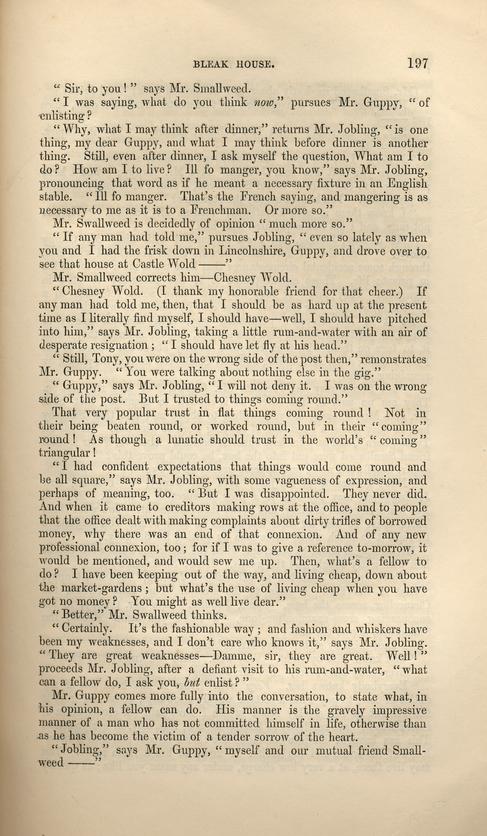 BLEAK HOUSE. 197
“ Sir, to you ! ” says Mr. Smallweed.
“ I was saying, what do you think now,” pursues Mr. Guppy, “ of
enlisting ?
“ Why, what I may think after dinner,” returns Mr. Jobling, “ is one
thing, my dear Guppy, and what I may think before dinner is another
thing. Still, even after dinner, I ask myself the question, What am I to
do ? How am I to live ? Ill fo manger, you know,” says Mr. Jobling,
pronouncing that word as if he meant a necessary fixture in an English
stable. “ Ill fo manger. That’s the French saying, and mangering is as
necessary to me as it is to a Frenchman. Or more so.”
Mr. Swallweed is decidedly of opinion “ much more so.”
“ If any man had told me,” pursues Jobling, “ even so lately as when
you and I had the frisk down in Lincolnshire, Guppy, and drove over to
see that house at Castle Wold ——”
Mr. Smallweed corrects him—Chesney Wold.
“ Chesney Wold. (I thank my honorable friend for that cheer.) If
any man had told me, then, that I should be as hard up at the present
time as I literally find myself, I should have—well, I should have pitched
into him,” says Mr. Jobling, taking a little rum-and-water with an air of
desperate resignation ; “ I should have let fly at his head.”
“ Still, Tony, you were on the wrong side of the post then,” remonstrates
Mr. Guppy. “ You were talking about nothing else in the gig.”
“ Guppy,” says Mr. Jobling, “ I will not deny it. I was on the wrong
side of the post. But I trusted to things coming round.”
That very popular trust in flat things coming round ! Not in
their being beaten round, or worked round, but in their “ coming”
round ! As though a lunatic should trust in the world’s “ coming”
triangular !
“ I had confident expectations that things would come round and
be all square,” says Mr. Jobling, with some vagueness of expression, and
perhaps of meaning, too. “ But I was disappointed. They never did.
And when it came to creditors making rows at the office, and to people
that the office dealt with making complaints about dirty trifles of borrowed
money, why there was an end of that connexion. And of any new
professional connexion, too ; for if I was to give a reference to-morrow, it
would be mentioned, and would sew me up. Then, what’s a fellow to
do ? I have been keeping out of the way, and living cheap, down about
the market-gardens ; but what’s the use of living cheap when you have
got no money ? You might as well live dear.”
“ Better,” Mr. Smallweed thinks.
“ Certainly. It’s the fashionable way ; and fashion and whiskers have
been my weaknesses, and I don’t care who knows it,” says Mr. Jobling.
“ They are great weaknesses—Damme, sir, they are great. Well ! ”
proceeds Mr. Jobling, after a defiant visit to his rum-and-water, “ what
can a fellow do, I ask you, but enlist ? ”
Mr. Guppy comes more fully into the conversation, to state what, in
his opinion, a fellow can do. His manner is the gravely impressive
manner of a man who has not committed himself in life, otherwise than
as he has become the victim of a tender sorrow of the heart.
“ Jobling,” says Mr. Guppy, “ myself and our mutual friend Small-
weed ——”